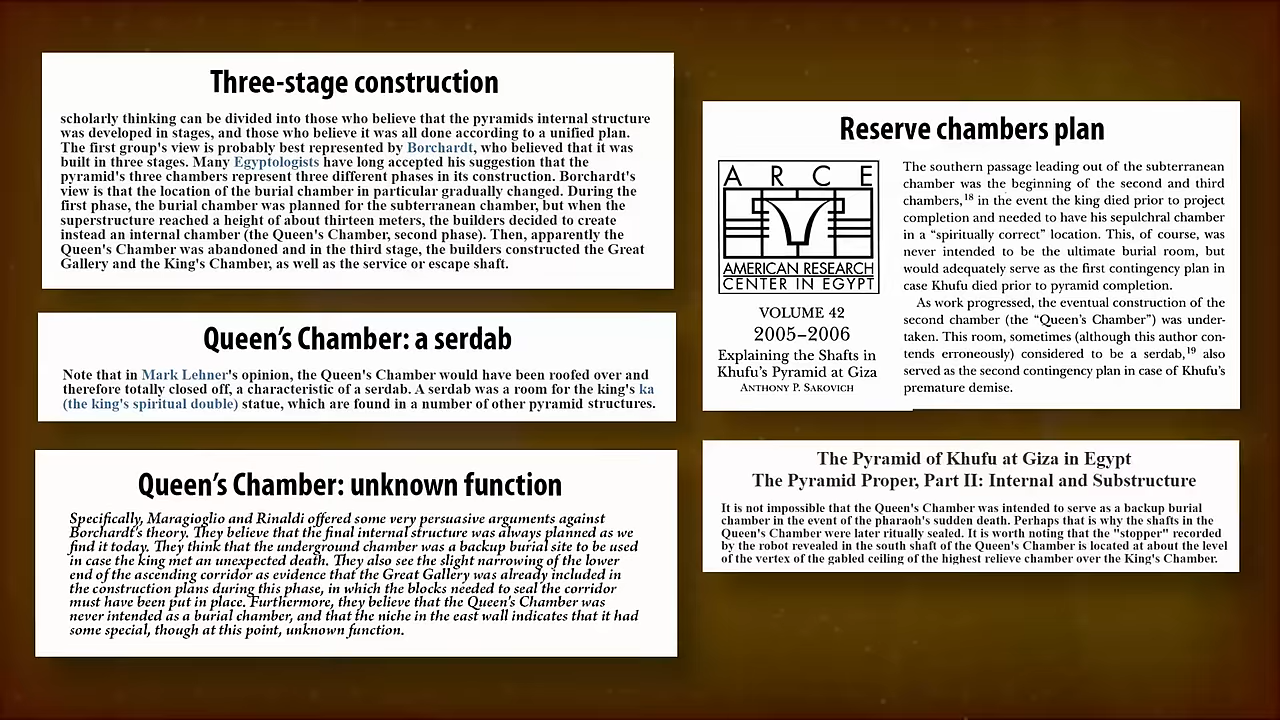 Three-stage construction
scholarly thinking can be divided into those who believe that the pyramids internal structure
was developed in stages, and those who believe it was all done according to a unified plan.
The first group's view is probably best represented by Borchardt, who believed that it was
built in three stages. Many Egyptologists have long accepted his suggestion that the
pyramid's three chambers represent three different phases in its construction. Borchardt's
view is that the location of the burial chamber in particular gradually changed. During the
first phase, the burial chamber was planned for the subterranean chamber, but when the
superstructure reached a height of about thirteen meters, the builders decided to create
instead an internal chamber (the Queen's Chamber, second phase). Then, apparently the
Queen's Chamber was abandoned and in the third stage, the builders constructed the Great
Gallery and the King's Chamber, as well as the service or escape shaft.
Queen's Chamber: a serdab
Note that in Mark Lehner's opinion, the Queen's Chamber would have been roofed over and
therefore totally closed off, a characteristic of a serdab. A serdab was a room for the king's ka
(the king's spiritual double) statue, which are found in a number of other pyramid structures.
Queen's Chamber: unknown function
Specifically, Maragioglio and Rinaldi offered some very persuasive arguments against
Borchardt's theory. They believe that the final internal structure was always planned as we
find it today. They think that the underground chamber was a backup burial site to be used
in case the king met an unexpected death. They also see the slight narrowing of the lower
end of the ascending corridor as evidence that the Great Gallery was already included in
the construction plans during this phase, in which the blocks needed to seal the corridor
must have been put in place. Furthermore, they believe that the Queen's Chamber was
never intended as a burial chamber, and that the niche in the east wall indicates that it had
some special, though at this point, unknown function.
Reserve chambers plan
A R C E
AMERICAN RESEARCH
CENTER IN EGYPT
VOLUME 42
2005–2006
Explaining the Shafts in
Khufu's Pyramid at Giza
ANTHONY P. SAKOVICH
The southern passage leading out of the subterranean
chamber was the beginning of the second and third
chambers,18 in the event the king died prior to project
completion and needed to have his sepulchral chamber
in a “spiritually correct” location. This, of course, was
never intended to be the ultimate burial room, but
would adequately serve as the first contingency plan in
case Khufu died prior to pyramid completion.
As work progressed, the eventual construction of the
second chamber (the “Queen's Chamber”) was under-
taken. This room, sometimes (although this author con-
tends erroneously) considered to be a serdab,19 also
served as the second contingency plan in case of Khufu's
premature demise.
The Pyramid of Khufu at Giza in Egypt
The Pyramid Proper, Part II: Internal and Substructure
It is not impossible that the Queen's Chamber was intended to serve as a backup burial
chamber in the event of the pharaoh's sudden death. Perhaps that is why the shafts in the
Queen's Chamber were later ritually sealed. It is worth noting that the "stopper" recorded
by the robot revealed in the south shaft of the Queen's Chamber is located at about the level
of the vertex of the gabled ceiling of the highest relieve chamber over the King's Chamber.